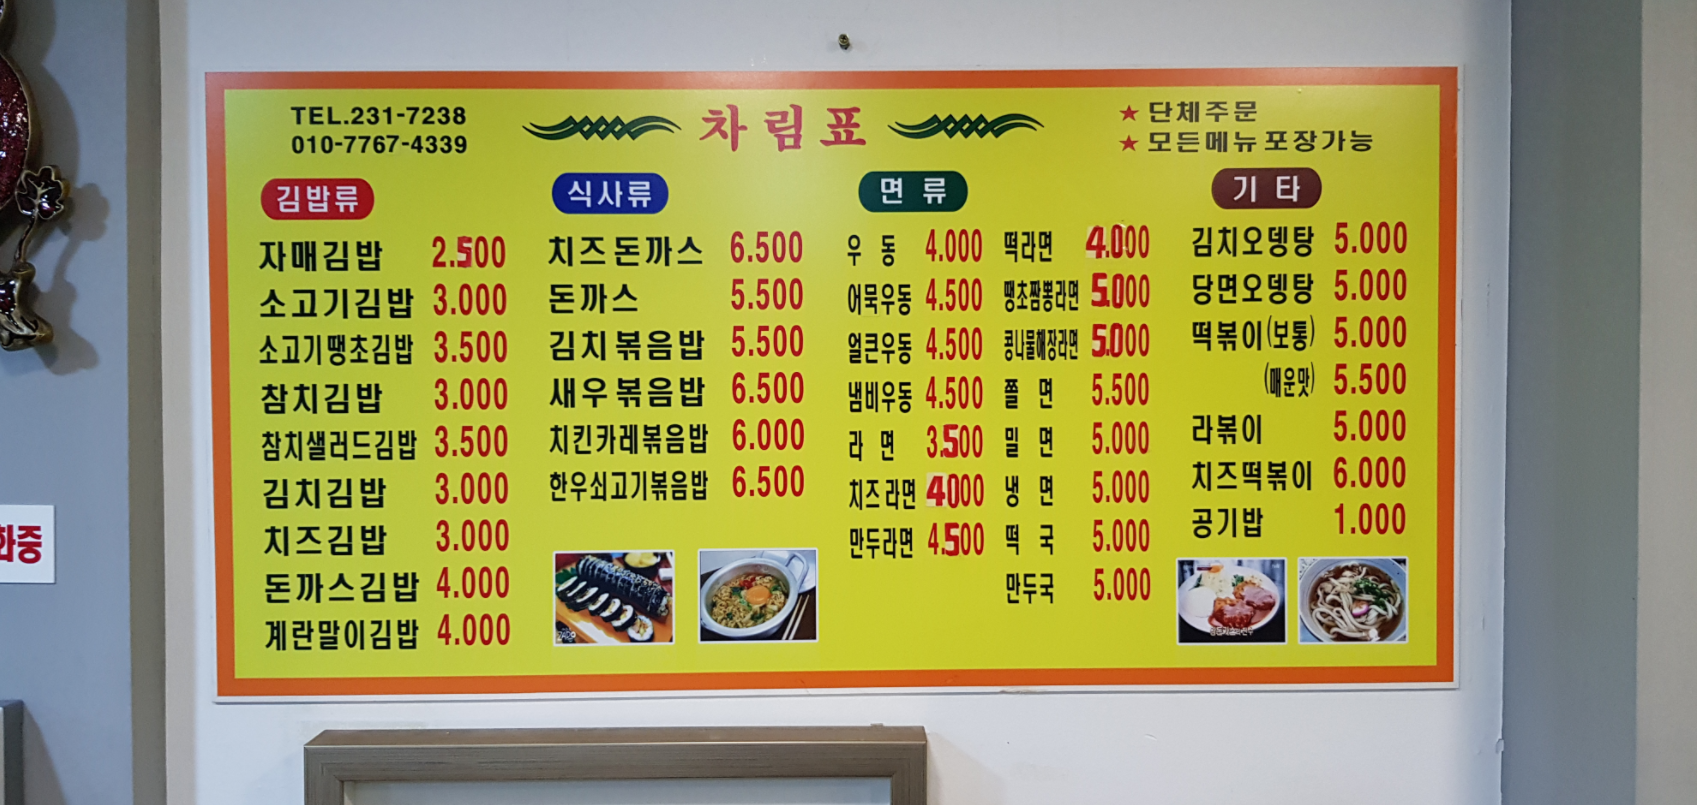 TEL.231-7238
010-7767-4339
차림표
★ 단체주문
★ 모든메뉴 포장가능
김밥류
자매김밥 2.500
소고기김밥 3.000
소고기땡초김밥 3.500
참치김밥 3.000
참치샐러드김밥 3.500
김치김밥 3.000
치즈김밥 3.000
돈까스김밥 4.000
계란말이김밥 4.000
식사류
치즈돈까스 6.500
돈까스 5.500
김치볶음밥 5.500
새우볶음밥 6.500
치킨카레볶음밥 6.000
한우쇠고기볶음밥 6.500
면류
우동 4.000
어묵우동 4.500
얼큰우동 4.500
냄비우동 4.500
라면 3.500
치즈라면 4000
만두라면 4.500
떡라면 4.000
땡초짬뽕라면 5.000
콩나물해장라면 5.000
쫄면 5.500
밀면 5.000
냉면 5.000
떡국 5.000
만두국 5.000
기타
김치오뎅탕 5.000
당면오뎅탕 5.000
떡볶이(보통) 5.000
(매운맛) 5.500
라볶이 5.000
치즈떡볶이 6.000
공기밥 1.000
화중